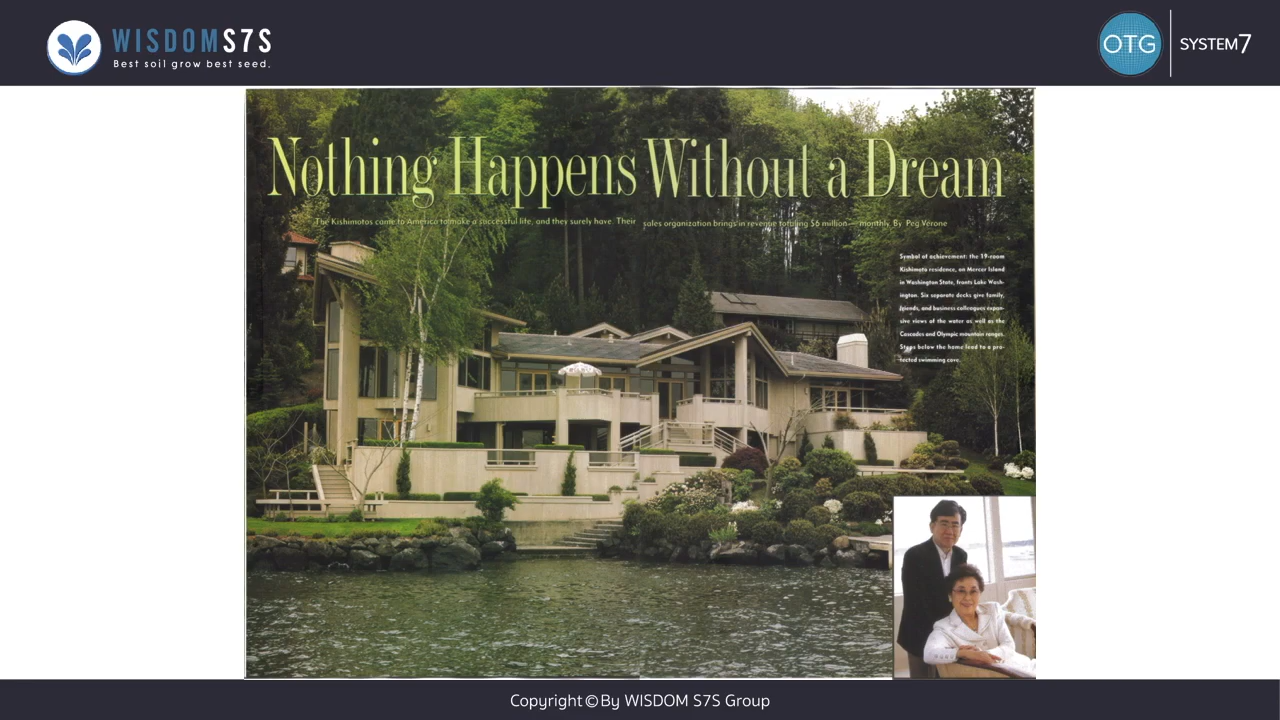 WISDOMS7S
Best soil grow best seed.
OTG
SYSTEM7
Nothing Happens Without a Dream
The Kishimotos came to America to make a successful life, and they surely have. Their sales organization brings in revenue totaling $6 million— monthly. By Peg Verone
Symbol of achievement: the 19-room
Kishimoto residence, on Mercer Island
in Washington State, fronts Lake Wash-
ington. Six separate decks give family,
friends, and business colleagues expan-
sive views of the water as well as the
Cascades and Olympic mountain ranges.
Steps below the home lead to a pro-
tected swimming cove.
Copyright©By WISDOM S7S Group